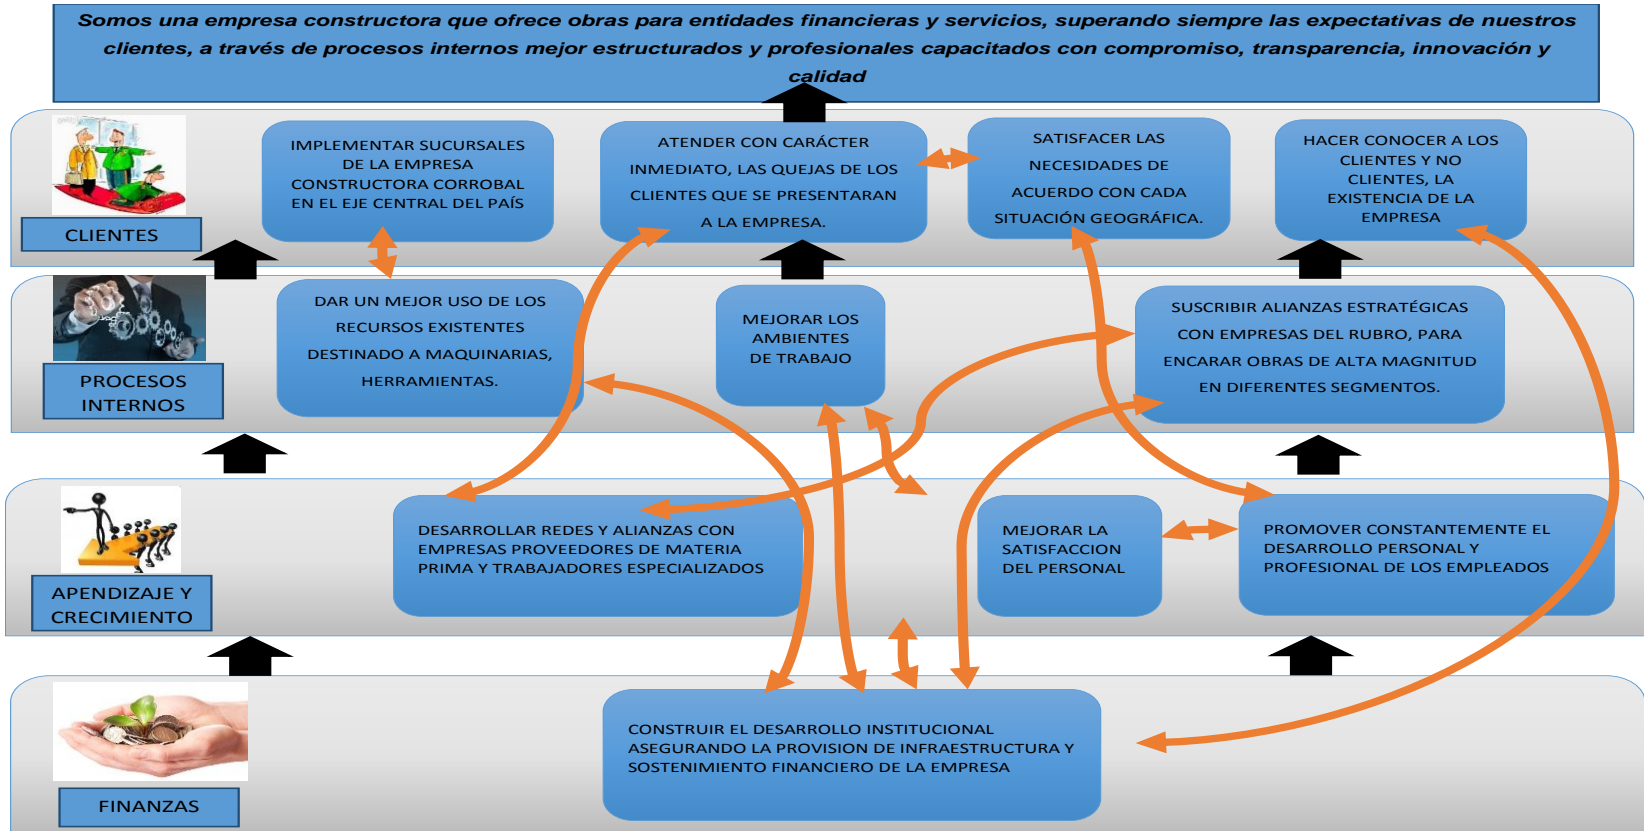 Somos una empresa constructora que ofrece obras para entidades financieras y servicios, superando siempre las expectativas de nuestros
clientes, a través de procesos internos mejor estructurados y profesionales capacitados con compromiso, transparencia, innovación y
calidad
CLIENTES
IMPLEMENTAR SUCURSALES
DE LA EMPRESA
CONSTRUCTORA CORROBAL
EN EL EJE CENTRAL DEL PAÍS
ATENDER CON CARÁCTER
INMEDIATO, LAS QUEJAS DE LOS
CLIENTES QUE SE PRESENTARAN
A LA EMPRESA.
SATISFACER LAS
NECESIDADES DE
ACUERDO CON CADA
SITUACIÓN GEOGRÁFICA.
HACER CONOCER A LOS
CLIENTES Y NO
CLIENTES, LA
EXISTENCIA DE LA
EMPRESA
PROCESOS
INTERNOS
DAR UN MEJOR USO DE LOS
RECURSOS EXISTENTES
DESTINADO A MAQUINARIAS,
HERRAMIENTAS.
MEJORAR LOS
AMBIENTES
DE TRABAJO
SUSCRIBIR ALIANZAS ESTRATÉGICAS
CON EMPRESAS DEL RUBRO, PARA
ENCARAR OBRAS DE ALTA MAGNITUD
EN DIFERENTES SEGMENTOS.
APENDIZAJE Y
CRECIMIENTO
DESARROLLAR REDES Y ALIANZAS CON
EMPRESAS PROVEEDORES DE MATERIA
PRIMA Y TRABAJADORES ESPECIALIZADOS
MEJORAR LA
SATISFACCION
DEL PERSONAL
PROMOVER CONSTANTEMENTE EL
DESARROLLO PERSONAL Y
PROFESIONAL DE LOS EMPLEADOS
FINANZAS
CONSTRUIR EL DESARROLLO INSTITUCIONAL
ASEGURANDO LA PROVISION DE INFRAESTRUCTURA Y
SOSTENIMIENTO FINANCIERO DE LA EMPRESA